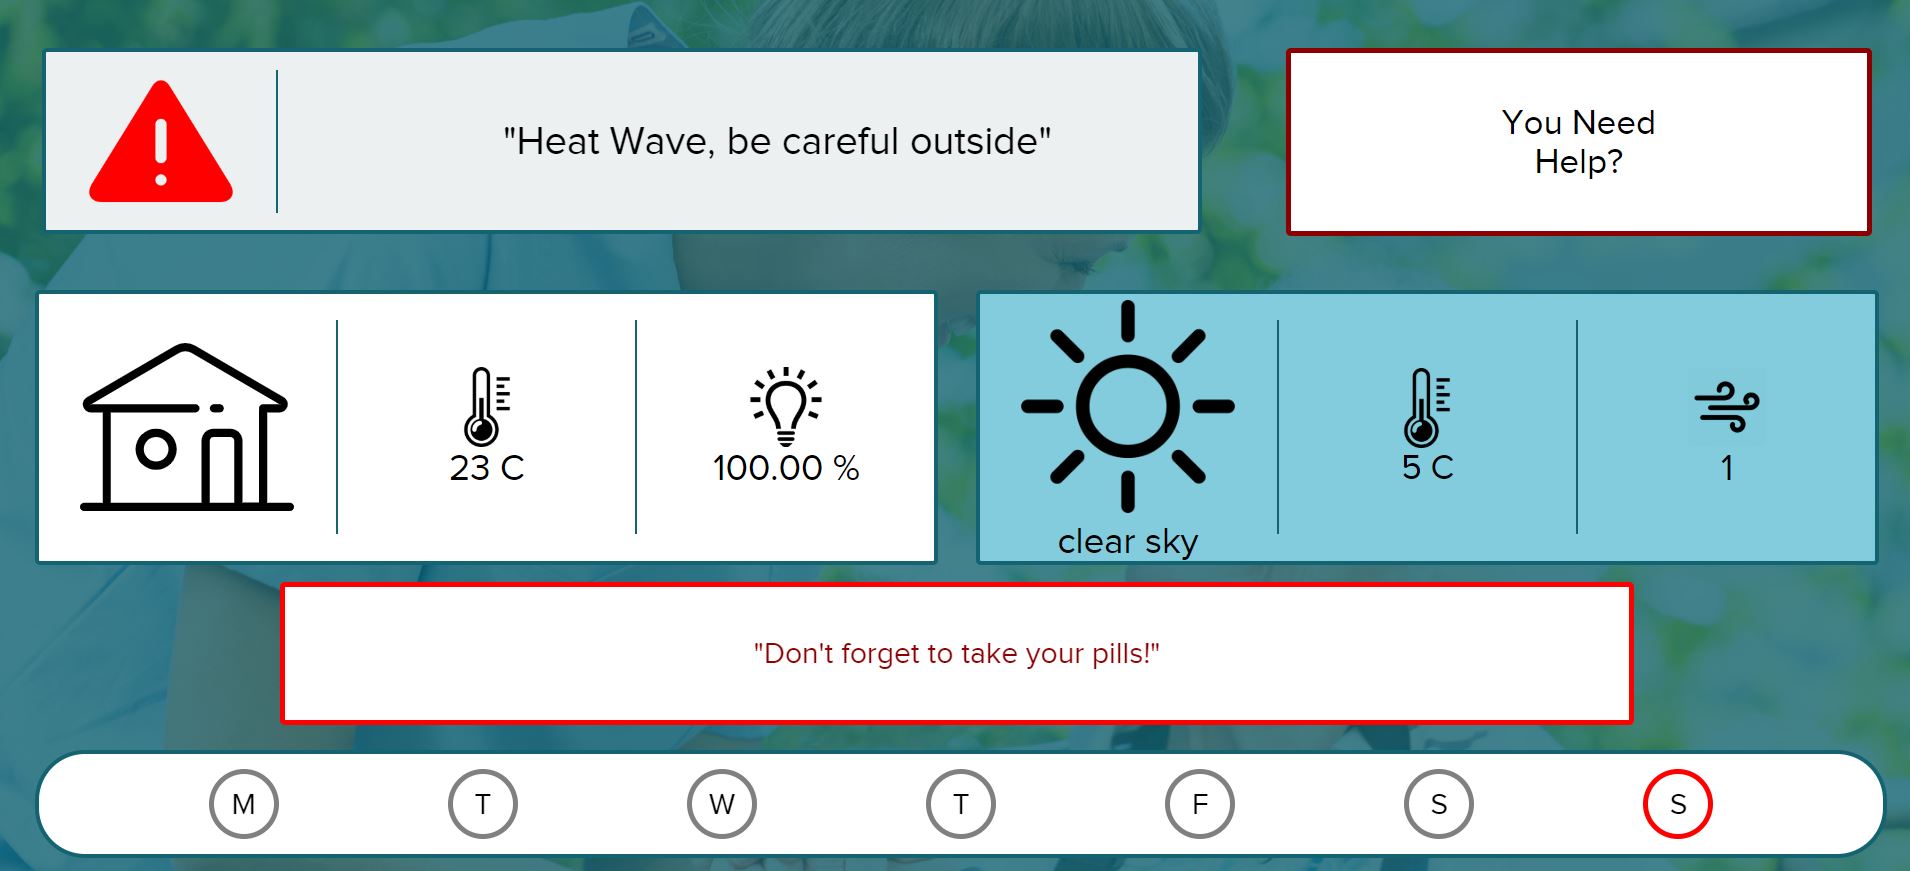 "Heat Wave, be careful outside"
You Need
Help?
23 C
100.00 %
clear sky
5 C
1
"Don't forget to take your pills!"
M
T
W
T
F
S
S